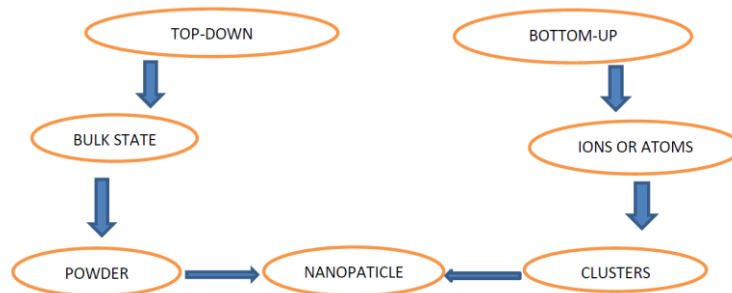 TOP-DOWN
BOTTOM-UP
BULK STATE
IONS OR ATOMS
POWDER
NANOPATICLE
CLUSTERS